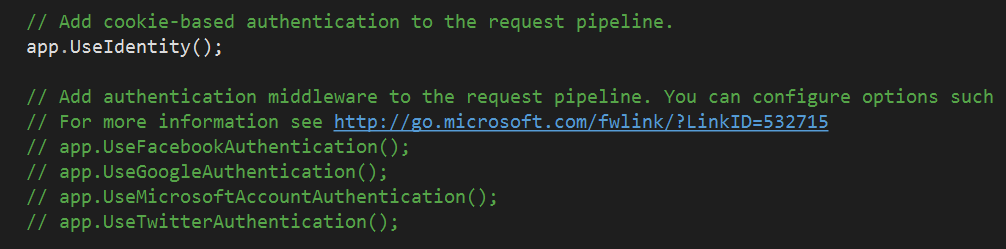 // Add cookie-based authentication to the request pipeline.
app.UseIdentity();
// Add authentication middleware to the request pipeline. You can configure options such
// For more information see http://go.microsoft.com/fwlink/?LinkID=532715
// app.UseFacebookAuthentication();
// app.UseGoogleAuthentication();
// app.UseMicrosoftAccountAuthentication();
// app.UseTwitterAuthentication();